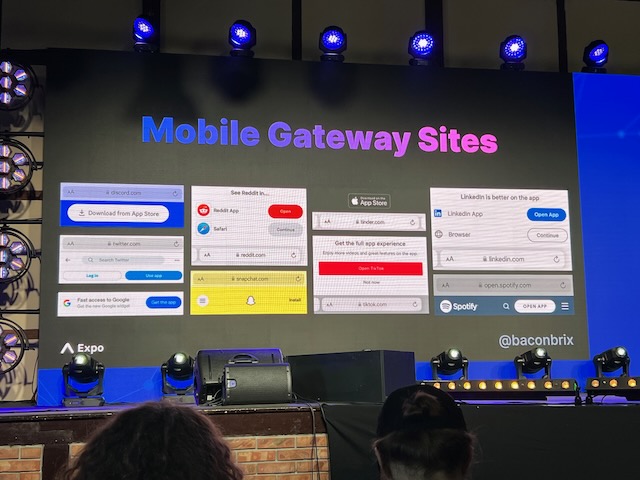 Mobile Gateway Sites
AA discord.com
Download from App Store
AA twitter.com
Search Twitter
Log in
Use app
Fast access to Google
Get the new Google widget
Get the app
See Reddit in...
Reddit App
Open
Safari
Continue
AA reddit.com
AA snapchat.com
Install
Download on the
App Store
AA tinder.com
Get the full app experience
Enjoy more videos and great features on the app
Open TikTok
Not now
AA tiktok.com
LinkedIn is better on the app
LinkedIn App
Open App
Browser
Continue
AA linkedin.com
AA open.spotify.com
Spotify
OPEN APP
Expo
@baconbrix